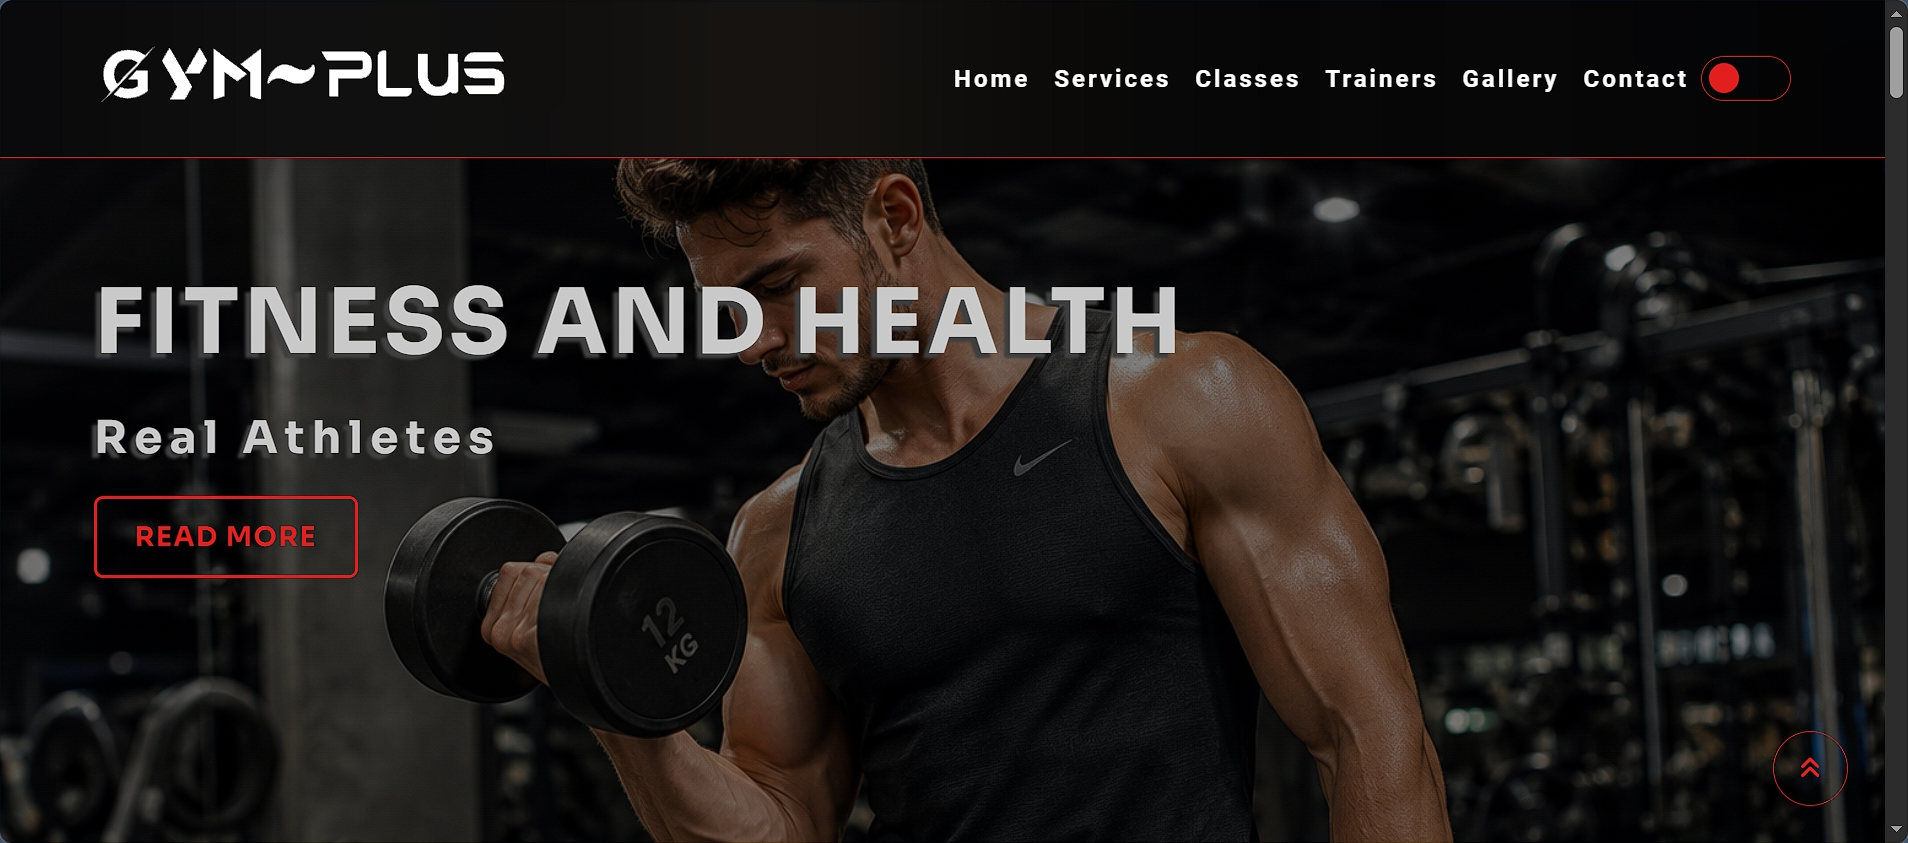 GYM~PLUS
Home Services Classes Trainers Gallery Contact
FITNESS AND HEALTH
Real Athletes
READ MORE
12
KG